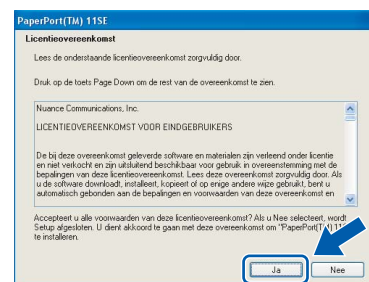 PaperPort(TM) 11SE
Licentieovereenkomst
Lees de onderstaande licentieovereenkomst zorgvuldig door.
Druk op de toets Page Down om de rest van de overeenkomst te zien.
Nuance Communications, Inc.
LICENTIEOVEREENKOMST VOOR EINDGEBRUIKERS
De bij deze overeenkomst geleverde software en materialen zijn verleend onder licentie
en niet verkocht en zijn uitsluitend beschikbaar voor gebruik in overeenstemming met de
bepalingen van deze licentieovereenkomst. Lees deze overeenkomst zorgvuldig door. Als
u de software downloadt, installeert, kopieert of op enige andere wijze gebruikt, bent u
automatisch gebonden aan de bepalingen en voorwaarden van deze overeenkomst en
Accepteert u alle voorwaarden van deze licentieovereenkomst? Als u Nee selecteert, wordt
Setup afgesloten. U dient akkoord te gaan met deze overeenkomst om "PaperPort(TM) 11
te installeren.
Ja
Nee